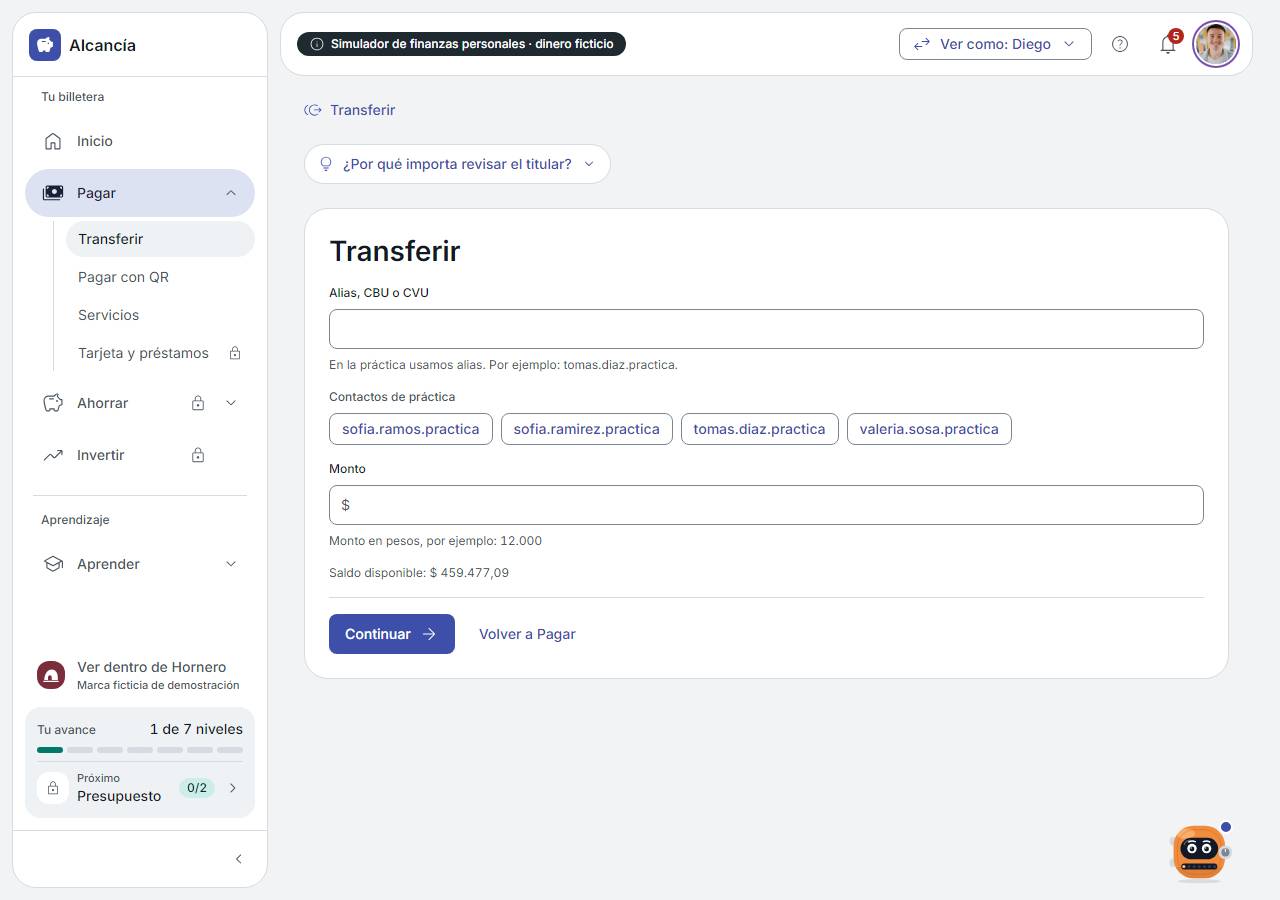 Alcancía
Simulador de finanzas personales · dinero ficticio
Ver como: Diego
5
Tu billetera
Inicio
Pagar
Transferir
Pagar con QR
Servicios
Tarjeta y préstamos
Ahorrar
Invertir
Aprendizaje
Aprender
Ver dentro de Hornero
Marca ficticia de demostración
Tu avance
1 de 7 niveles
Próximo
Presupuesto
0/2
Transferir
¿Por qué importa revisar el titular?
Transferir
Alias, CBU o CVU
En la práctica usamos alias. Por ejemplo: tomas.diaz.practica.
Contactos de práctica
sofia.ramos.practica
sofia.ramirez.practica
tomas.diaz.practica
valeria.sosa.practica
Monto
$
Monto en pesos, por ejemplo: 12.000
Saldo disponible: $ 459.477,09
Continuar
Volver a Pagar